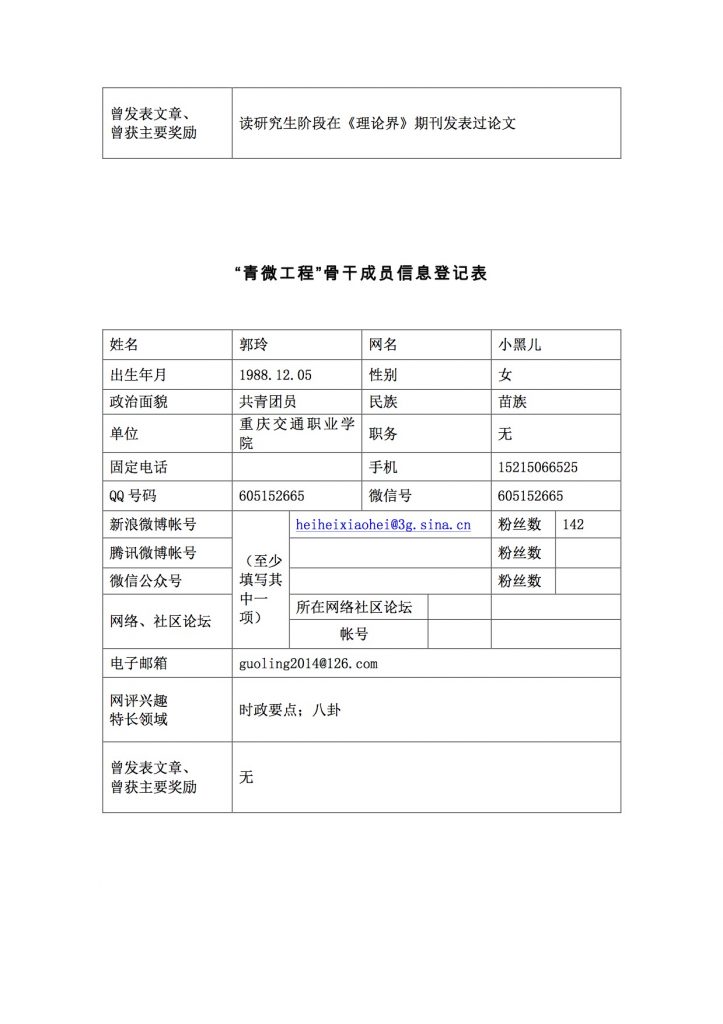 曾发表文章、
曾获主要奖励
读研究生阶段在《理论界》期刊发表过论文
“青微工程”骨干成员信息登记表
姓名 郭玲 网名 小黑儿
出生年月 1988.12.05 性别 女
政治面貌 共青团员 民族 苗族
单位 重庆交通职业学
院 职务 无
固定电话 手机 15215066525
QQ 号码 605152665 微信号 605152665
新浪微博帐号 heiheixiaohei@3g.sina.cn 粉丝数 142
腾讯微博帐号 粉丝数
微信公众号 粉丝数
（至少
填写其
中一
项）
网络、社区论坛 所在网络社区论坛
帐号
电子邮箱 guoling2014@126.com
网评兴趣
特长领域
时政要点；八卦
曾发表文章、
曾获主要奖励
无